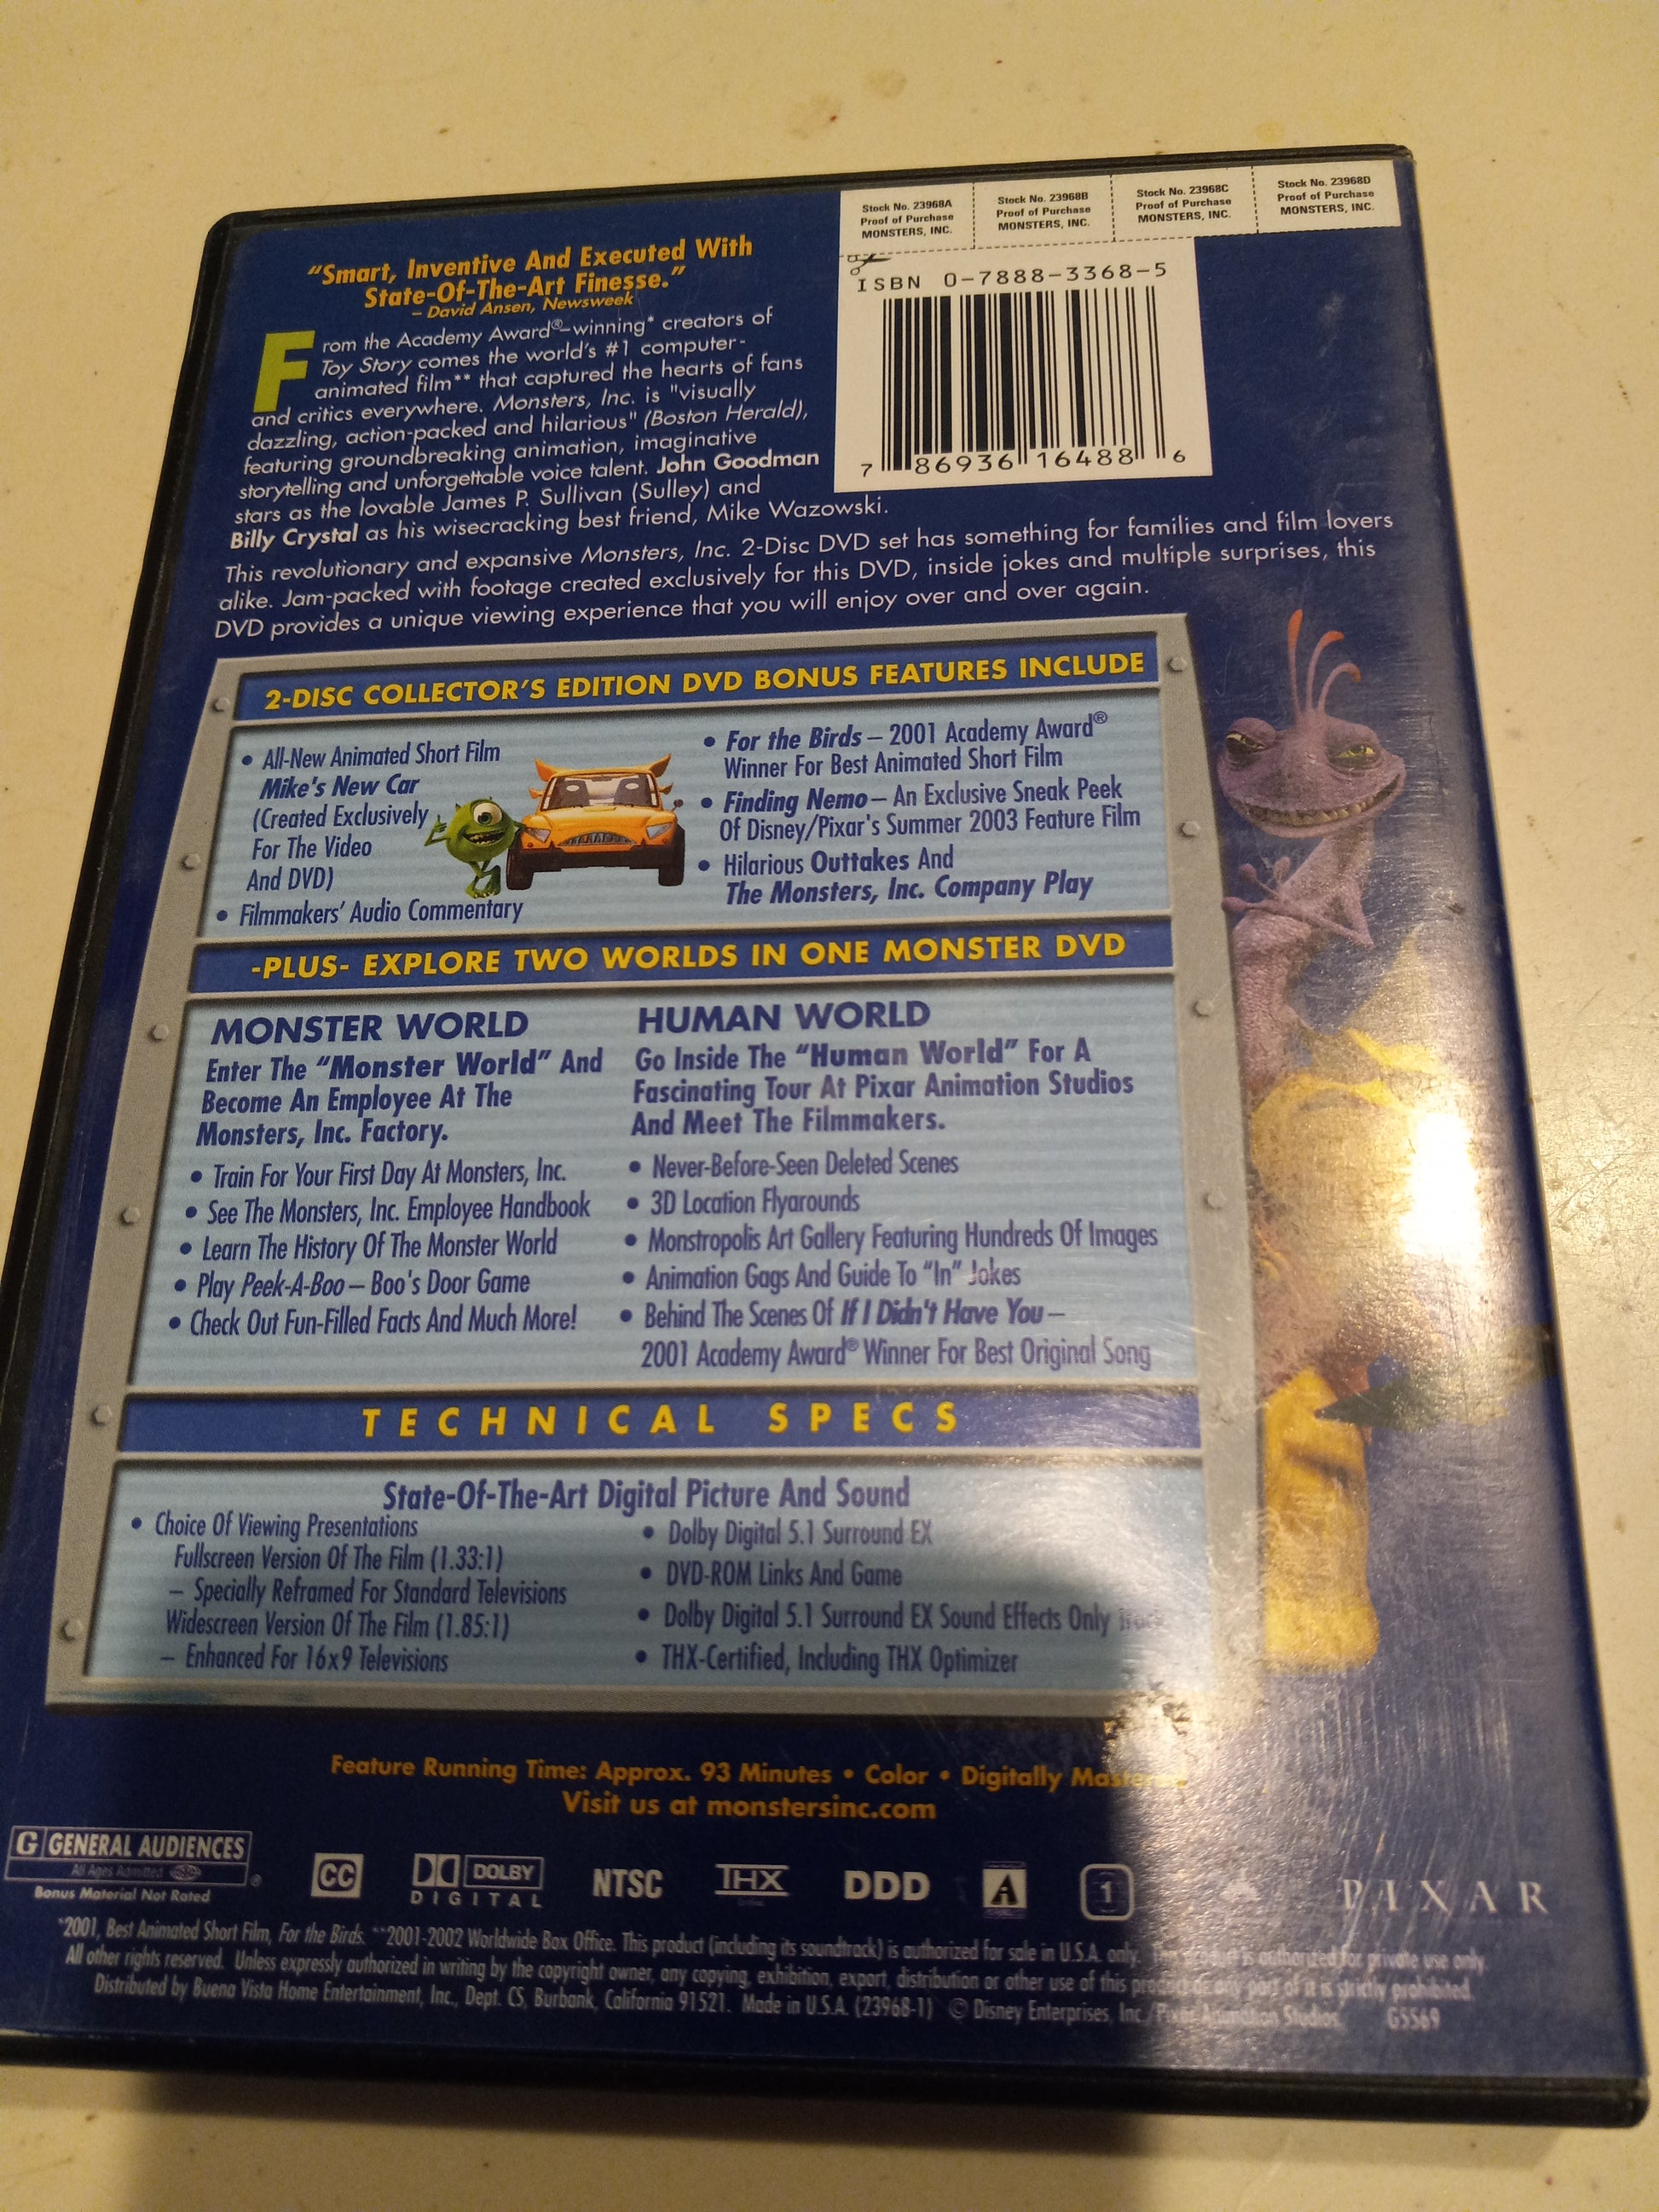 Stock No. 23968A
Proof of Purchase
MONSTERS, INC.
Stock No. 23968B
Proof of Purchase
MONSTERS, INC.
Stock No. 23968C
Proof of Purchase
MONSTERS, INC.
Stock No. 23968D
Proof of Purchase
MONSTERS, INC.
ISBN 0-7888-3368-5
7 86936 16488 6
“Smart, Inventive And Executed With
State-Of-The-Art Finesse.”
– David Ansen, Newsweek
From the Academy Award®–winning* creators of
Toy Story comes the world's #1 computer-
animated film** that captured the hearts of fans
and critics everywhere. Monsters, Inc. is "visually
dazzling, action-packed and hilarious" (Boston Herald),
featuring groundbreaking animation, imaginative
storytelling and unforgettable voice talent. John Goodman
stars as the lovable James P. Sullivan (Sulley) and
Billy Crystal as his wisecracking best friend, Mike Wazowski.
This revolutionary and expansive Monsters, Inc. 2-Disc DVD set has something for families and film lovers
alike. Jam-packed with footage created exclusively for this DVD, inside jokes and multiple surprises, this
DVD provides a unique viewing experience that you will enjoy over and over again.
2-DISC COLLECTOR'S EDITION DVD BONUS FEATURES INCLUDE
• All-New Animated Short Film
Mike's New Car
(Created Exclusively
For The Video
And DVD)
• Filmmakers' Audio Commentary
• For the Birds – 2001 Academy Award®
Winner For Best Animated Short Film
• Finding Nemo – An Exclusive Sneak Peek
Of Disney/Pixar's Summer 2003 Feature Film
• Hilarious Outtakes And
The Monsters, Inc. Company Play
-PLUS- EXPLORE TWO WORLDS IN ONE MONSTER DVD
MONSTER WORLD
Enter The “Monster World” And
Become An Employee At The
Monsters, Inc. Factory.
• Train For Your First Day At Monsters, Inc.
• See The Monsters, Inc. Employee Handbook
• Learn The History Of The Monster World
• Play Peek-A-Boo – Boo's Door Game
• Check Out Fun-Filled Facts And Much More!
HUMAN WORLD
Go Inside The “Human World” For A
Fascinating Tour At Pixar Animation Studios
And Meet The Filmmakers.
• Never-Before-Seen Deleted Scenes
• 3D Location Flyarounds
• Monstropolis Art Gallery Featuring Hundreds Of Images
• Animation Gags And Guide To “In” Jokes
• Behind The Scenes Of If I Didn't Have You –
2001 Academy Award® Winner For Best Original Song
TECHNICAL SPECS
State-Of-The-Art Digital Picture And Sound
• Choice Of Viewing Presentations
Fullscreen Version Of The Film (1.33:1)
– Specially Reframed For Standard Televisions
Widescreen Version Of The Film (1.85:1)
– Enhanced For 16x9 Televisions
• Dolby Digital 5.1 Surround EX
• DVD-ROM Links And Game
• Dolby Digital 5.1 Surround EX Sound Effects Only
• THX-Certified, Including THX Optimizer
Feature Running Time: Approx. 93 Minutes • Color • Digitally
Visit us at monstersinc.com
G GENERAL AUDIENCES
All Ages Admitted
Bonus Material Not Rated
CC
DOLBY
DIGITAL
NTSC
THX
DDD
A
1
PIXAR
*2001, Best Animated Short Film, For the Birds. **2001-2002 Worldwide Box Office. This product (including its soundtrack) is authorized for sale in U.S.A. only. This product is authorized for private use only.
All other rights reserved. Unless expressly authorized in writing by the copyright owner, any copying, exhibition, export, distribution or other use of this product or any part of it is strictly prohibited.
Distributed by Buena Vista Home Entertainment, Inc., Dept. CS, Burbank, California 91521. Made in U.S.A. (23968-1) © Disney Enterprises, Inc./Pixar Animation Studios. G5569